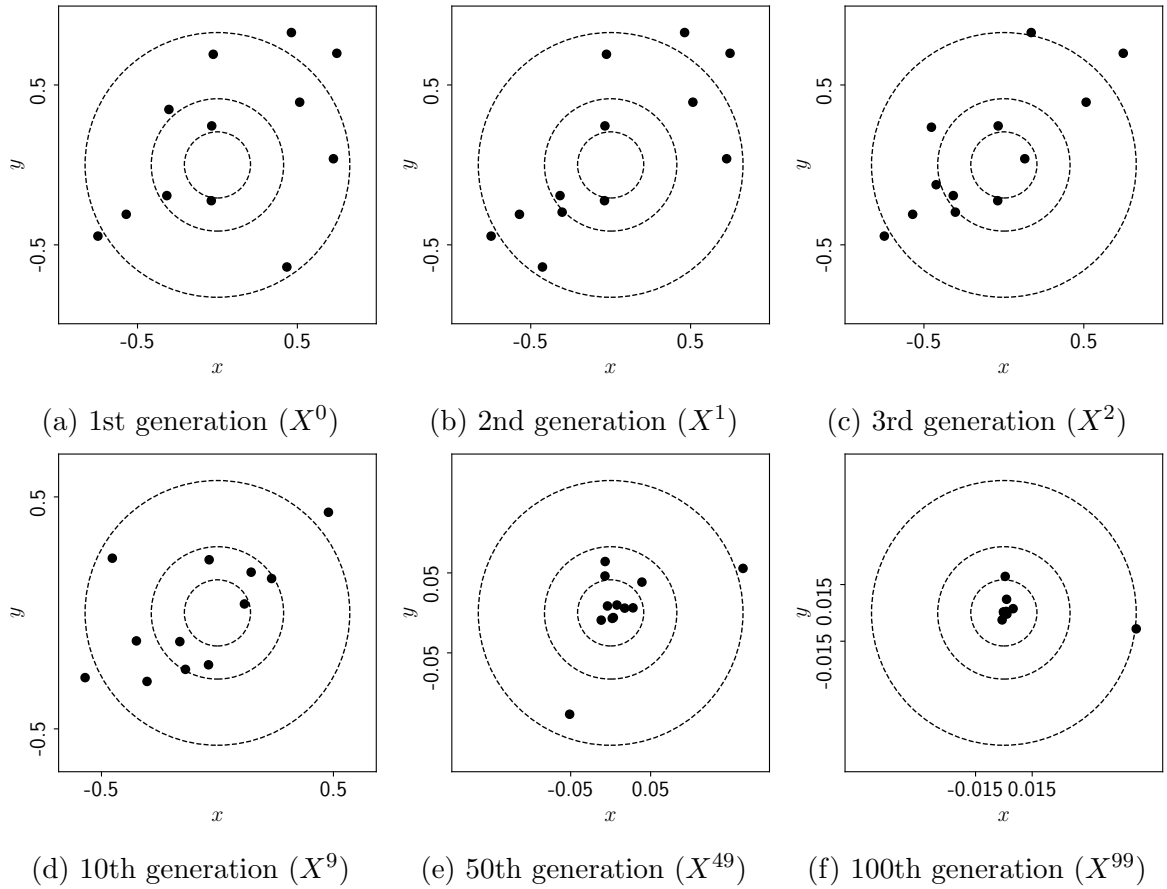 0.5
-0.5
y
-0.5 0.5
x
(a) 1st generation (X^0)
0.5
-0.5
y
-0.5 0.5
x
(b) 2nd generation (X^1)
0.5
-0.5
y
-0.5 0.5
x
(c) 3rd generation (X^2)
0.5
-0.5
y
-0.5 0.5
x
(d) 10th generation (X^9)
0.05
-0.05
y
-0.05 0.05
x
(e) 50th generation (X^49)
0.015
-0.015
y
-0.015 0.015
x
(f) 100th generation (X^99)